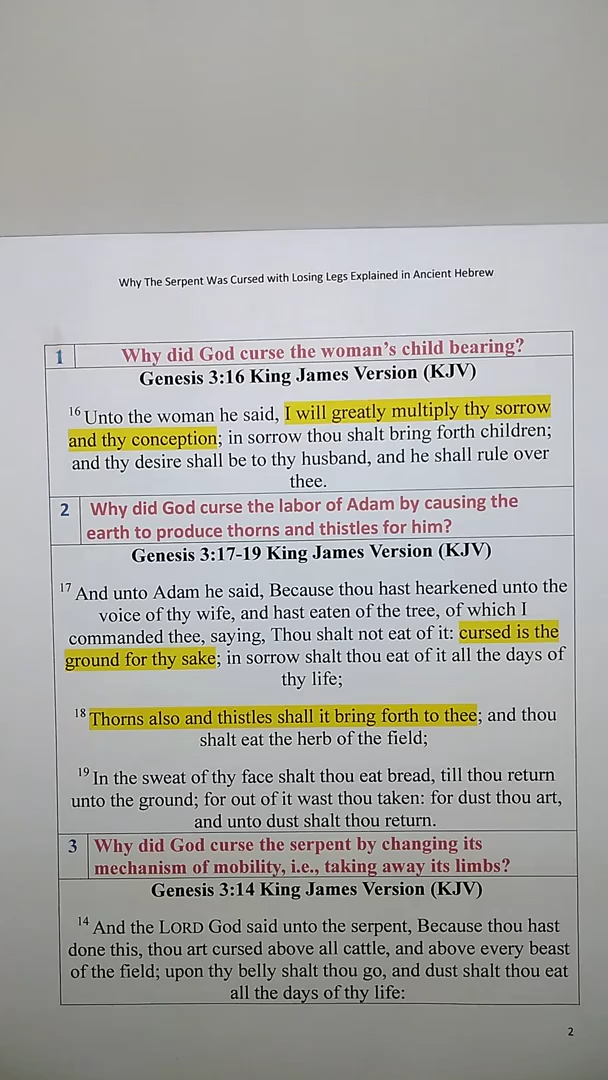 Why The Serpent Was Cursed with Losing Legs Explained in Ancient Hebrew
1 Why did God curse the woman's child bearing?
Genesis 3:16 King James Version (KJV)
16 Unto the woman he said, I will greatly multiply thy sorrow
and thy conception; in sorrow thou shalt bring forth children;
and thy desire shall be to thy husband, and he shall rule over
thee.
2 Why did God curse the labor of Adam by causing the
earth to produce thorns and thistles for him?
Genesis 3:17-19 King James Version (KJV)
17 And unto Adam he said, Because thou hast hearkened unto the
voice of thy wife, and hast eaten of the tree, of which I
commanded thee, saying, Thou shalt not eat of it: cursed is the
ground for thy sake; in sorrow shalt thou eat of it all the days of
thy life;
18 Thorns also and thistles shall it bring forth to thee; and thou
shalt eat the herb of the field;
19 In the sweat of thy face shalt thou eat bread, till thou return
unto the ground; for out of it wast thou taken: for dust thou art,
and unto dust shalt thou return.
3 Why did God curse the serpent by changing its
mechanism of mobility, i.e., taking away its limbs?
Genesis 3:14 King James Version (KJV)
14 And the LORD God said unto the serpent, Because thou hast
done this, thou art cursed above all cattle, and above every beast
of the field; upon thy belly shalt thou go, and dust shalt thou eat
all the days of thy life:
2